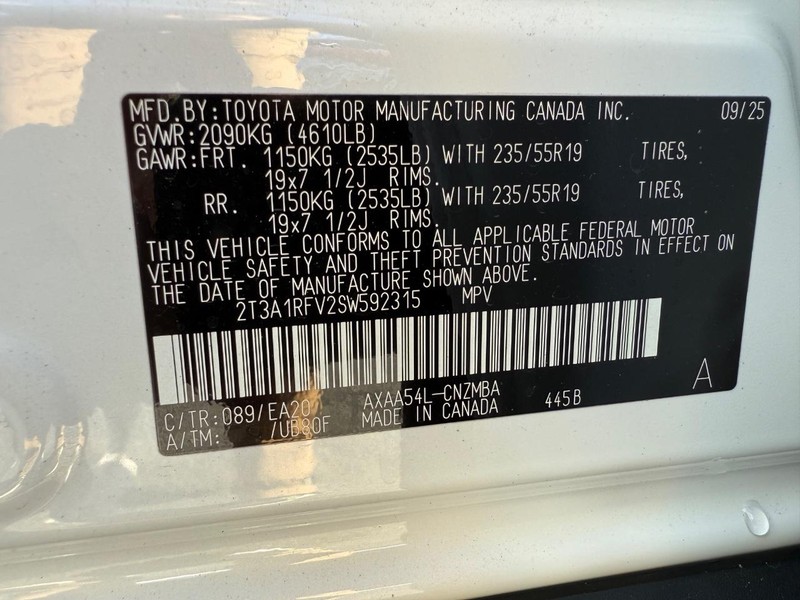 MFD.BY:TOYOTA MOTOR MANUFACTURING CANADA INC. 09/25
GVWR:2090KG (4610LB)
GAWR:FRT. 1150KG (2535LB) WITH 235/55R19 TIRES,
19x7 1/2J RIMS.
RR. 1150KG (2535LB) WITH 235/55R19 TIRES,
19x7 1/2J RIMS.
THIS VEHICLE CONFORMS TO ALL APPLICABLE FEDERAL MOTOR
VEHICLE SAFETY AND THEFT PREVENTION STANDARDS IN EFFECT ON
THE DATE OF MANUFACTURE SHOWN ABOVE.
2T3A1RFV2SW592315 MPV
C/TR:089/EA20 AXAA54L-CNZMBA 445B A
A/TM: /UB80F MADE IN CANADA